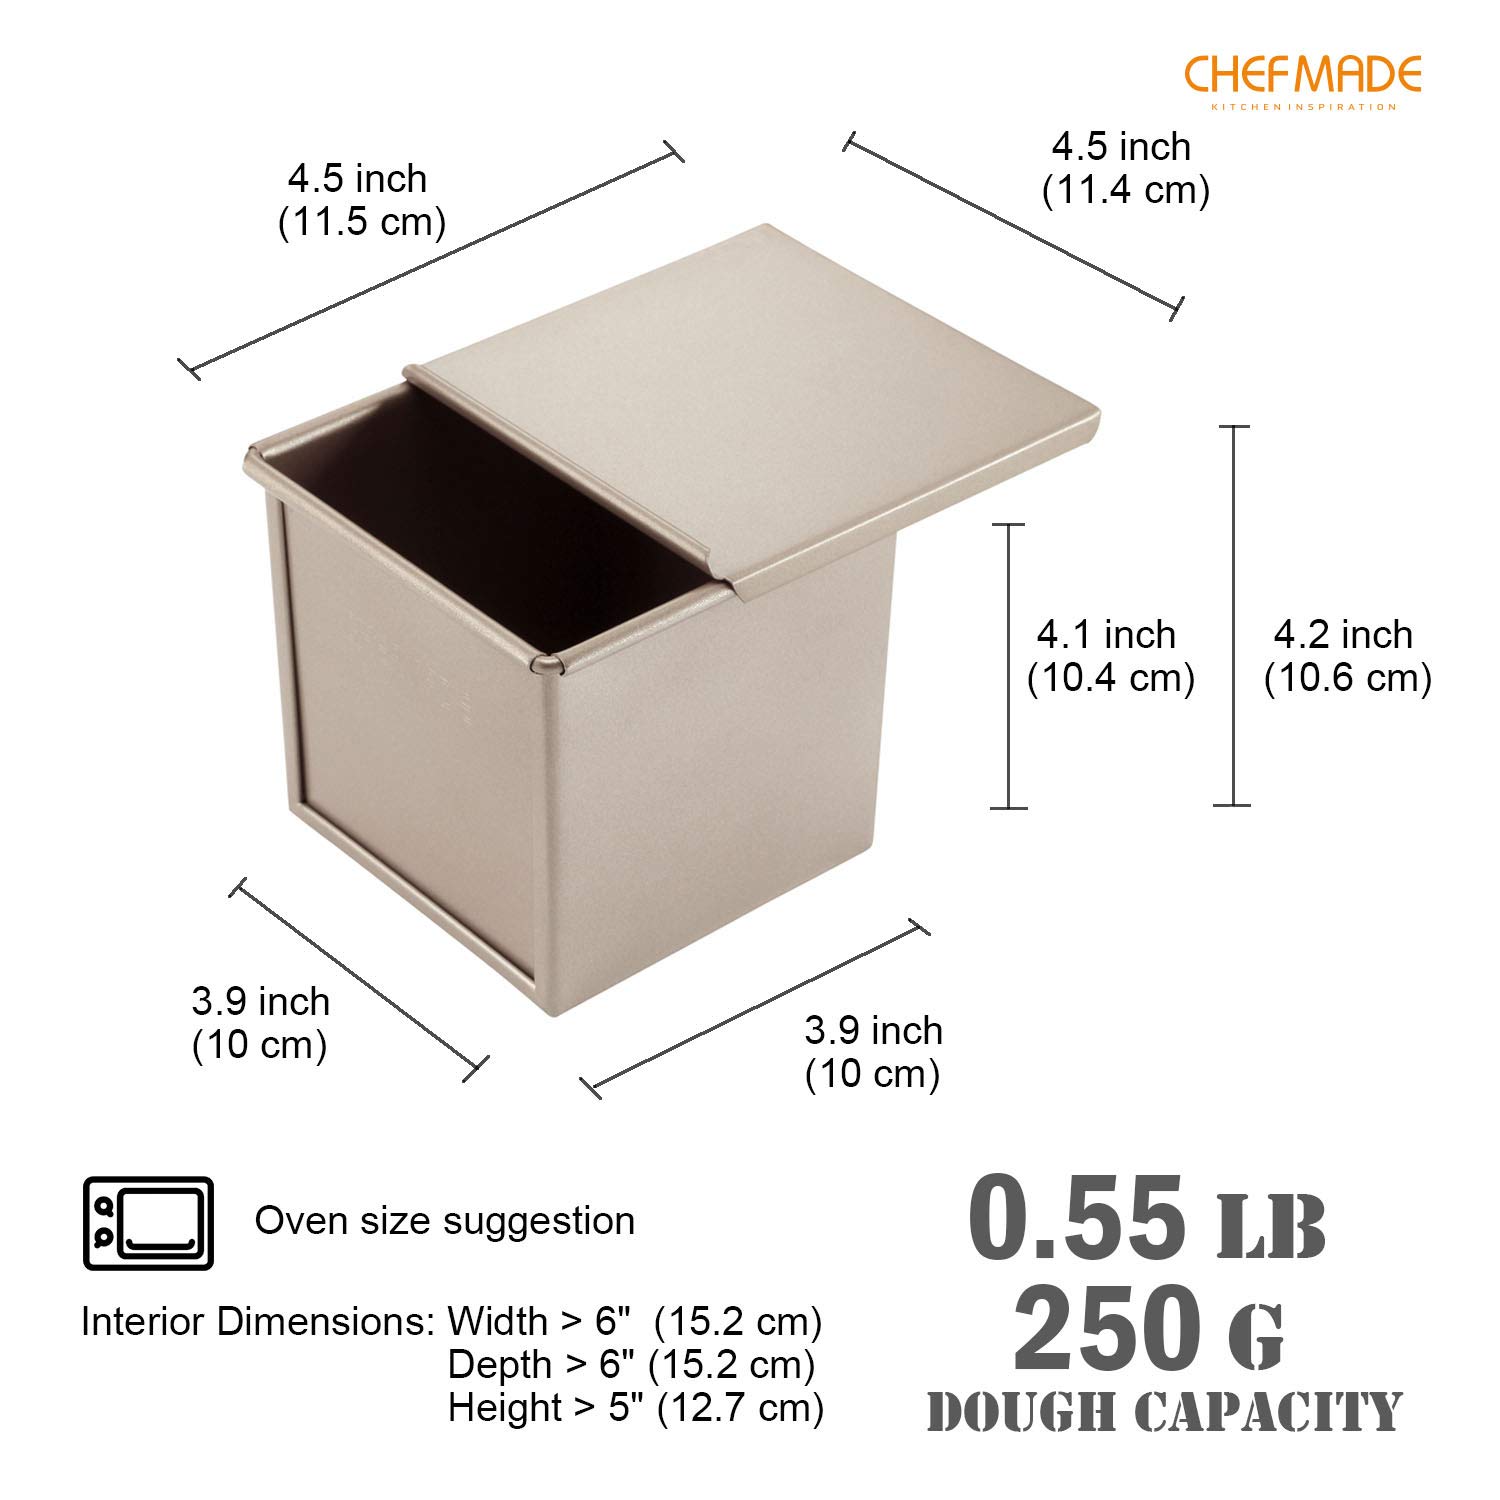 CHEFMADE
KITCHEN INSPIRATION
4.5 inch
(11.5 cm)
4.5 inch
(11.4 cm)
4.1 inch
(10.4 cm)
4.2 inch
(10.6 cm)
3.9 inch
(10 cm)
3.9 inch
(10 cm)
Oven size suggestion
Interior Dimensions: Width > 6" (15.2 cm)
Depth > 6" (15.2 cm)
Height > 5" (12.7 cm)
0.55 LB
250 G
DOUGH CAPACITY